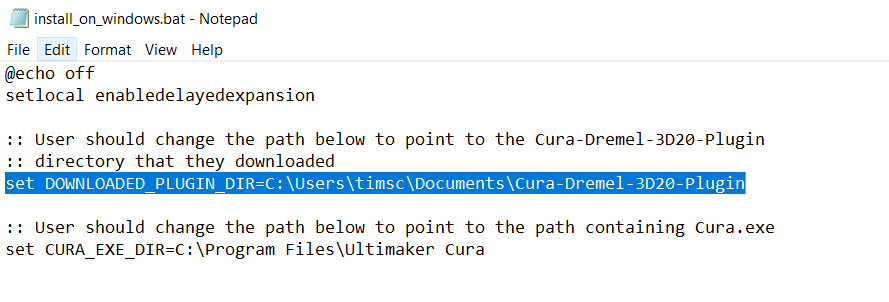 install_on_windows.bat - Notepad
File Edit Format View Help
@echo off
setlocal enabledelayedexpansion
:: User should change the path below to point to the Cura-Dremel-3D20-Plugin
:: directory that they downloaded
set DOWNLOADED_PLUGIN_DIR=C:\Users\timsc\Documents\Cura-Dremel-3D20-Plugin
:: User should change the path below to point to the path containing Cura.exe
set CURA_EXE_DIR=C:\Program Files\Ultimaker Cura